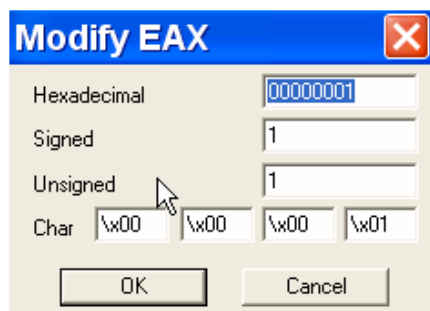 Modify EAX
Hexadecimal 00000001
Signed 1
Unsigned 1
Char \x00 \x00 \x00 \x01
OK Cancel